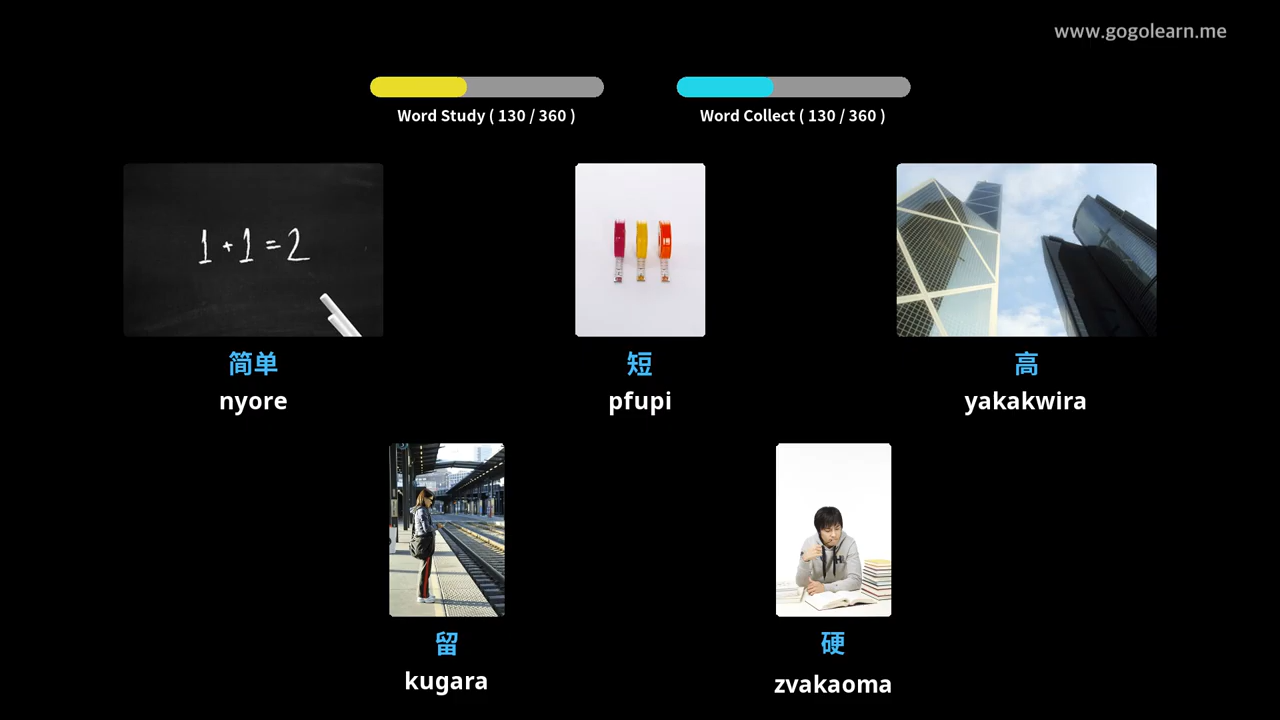 www.gogolearn.me
Word Study ( 130 / 360 )
Word Collect ( 130 / 360 )
1 + 1 = 2
简单
nyore
短
pfupi
高
yakakwira
留
kugara
硬
zvakaoma